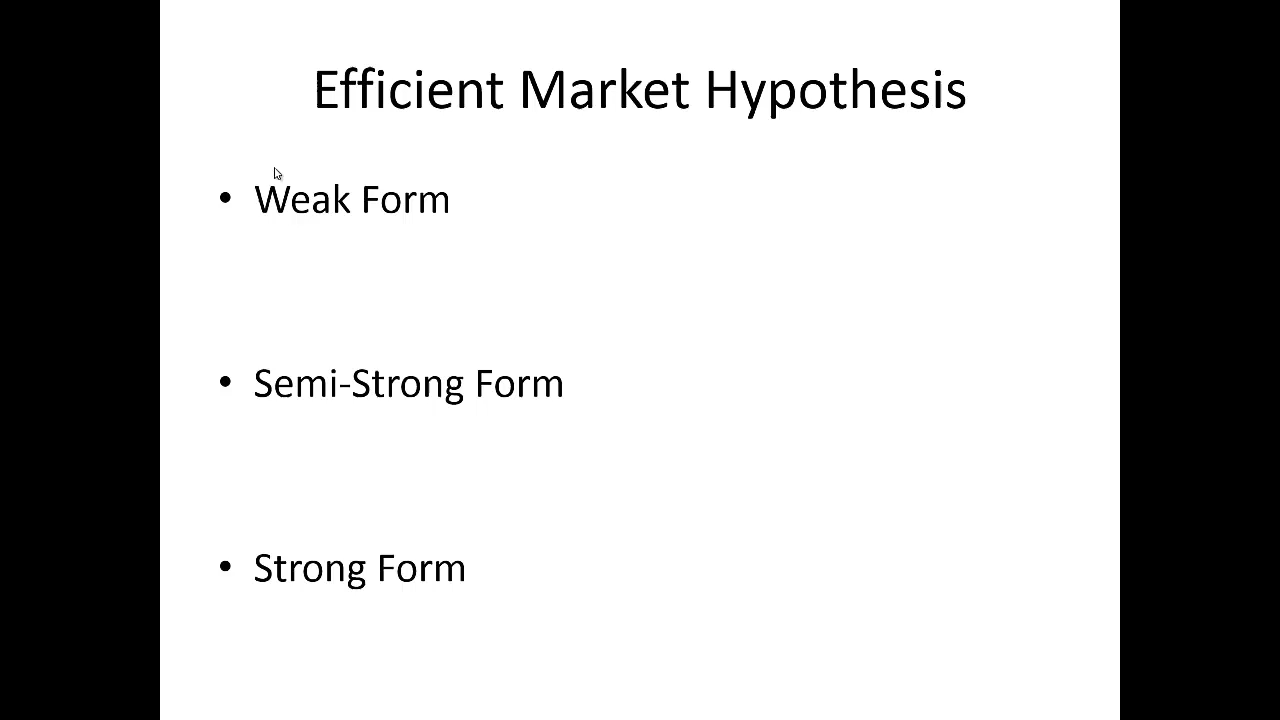 Efficient Market Hypothesis
• Weak Form
• Semi-Strong Form
• Strong Form